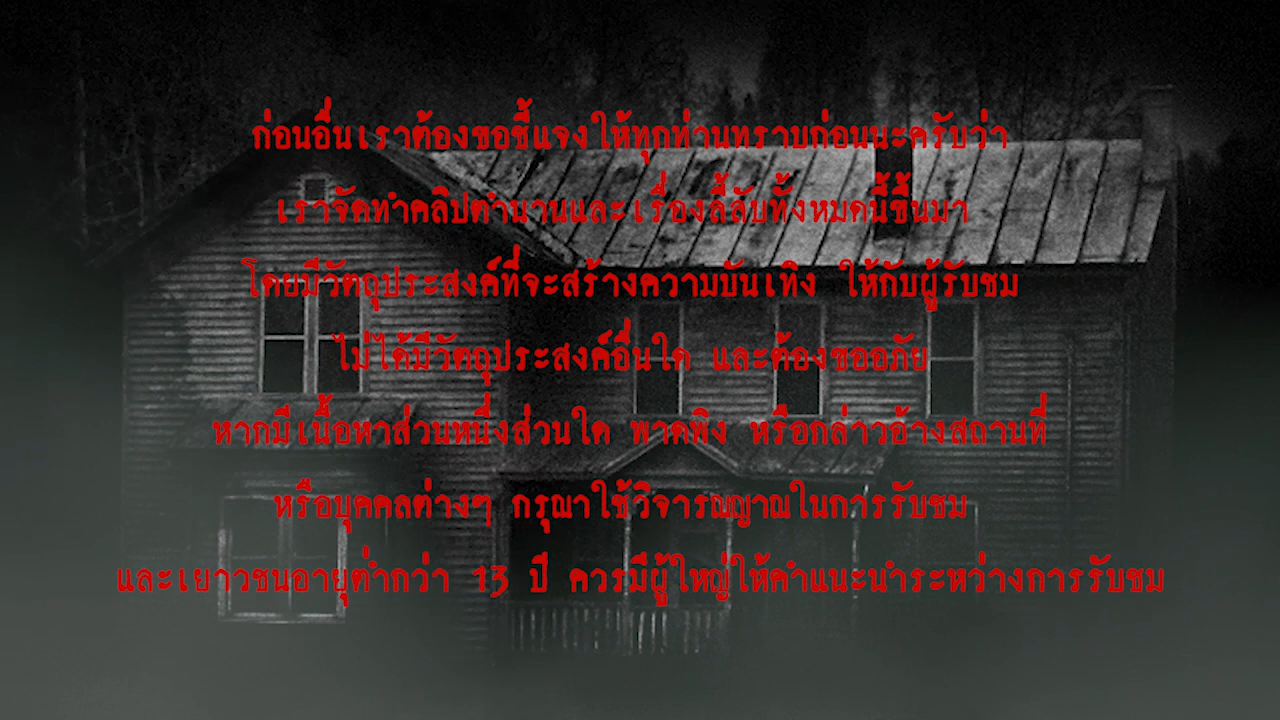 ก่อนอื่นเราต้องขอชี้แจงให้ทุกท่านทราบก่อนนะครับว่า
เราจัดทำคลิปตำนานและเรื่องลี้ลับทั้งหมดนี้ขึ้นมา
โดยมีวัตถุประสงค์ที่จะสร้างความบันเทิง ให้กับผู้รับชม
ไม่ได้มีวัตถุประสงค์อื่นใด และต้องขออภัย
หากมีเนื้อหาส่วนหนึ่งส่วนใด พาดพิง หรือกล่าวอ้างสถานที่
หรือบุคคลต่างๆ กรุณาใช้วิจารณญาณในการรับชม
และเยาวชนอายุต่ำกว่า 13 ปี ควรมีผู้ใหญ่ให้คำแนะนำระหว่างการรับชม